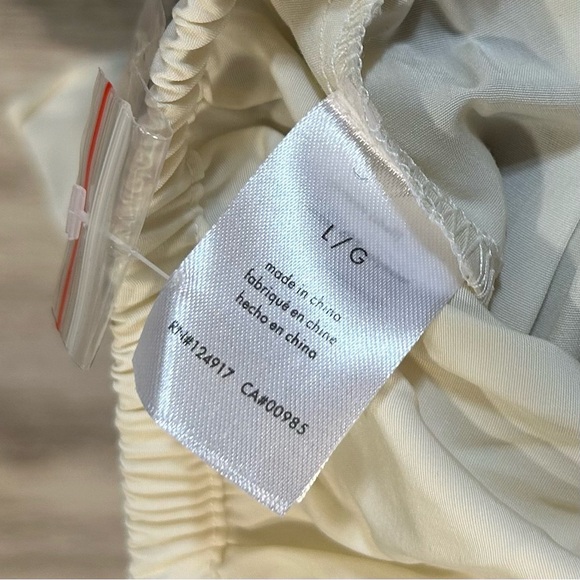 L / G
made in china
fabriqué en chine
hecho en china
RN#124917 CA#00985